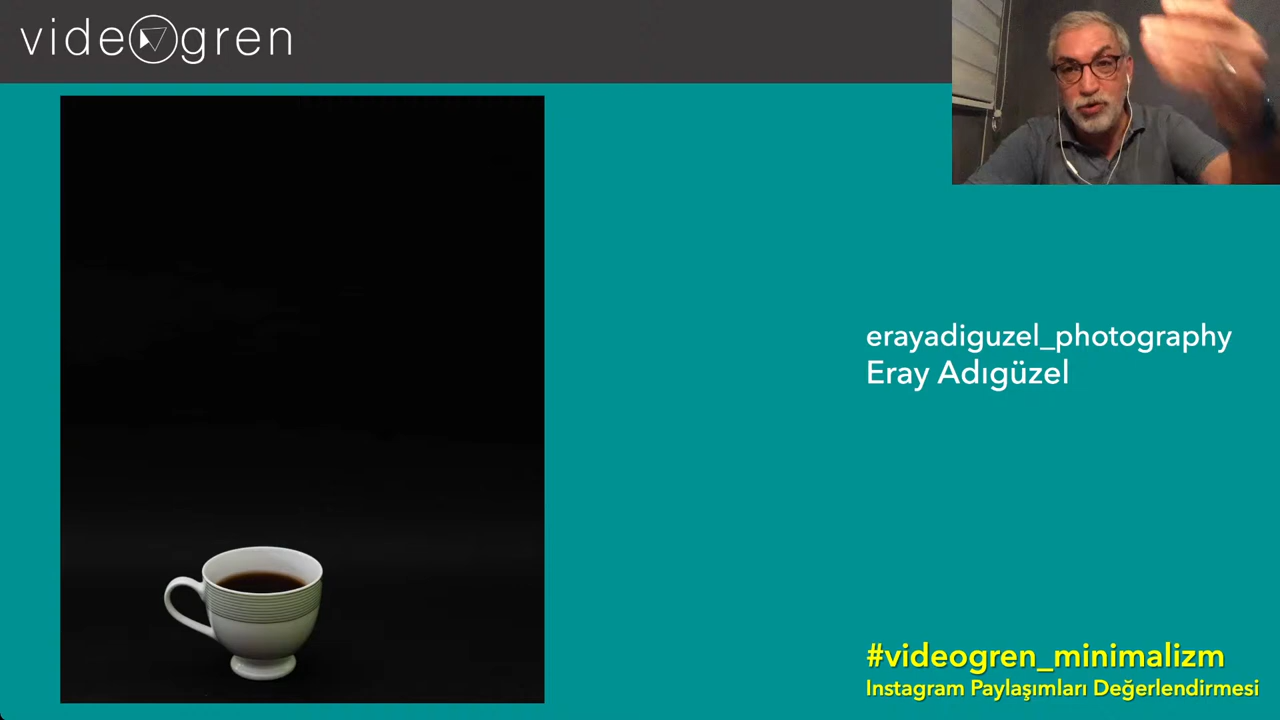 videogren
erayadiguzel_photography
Eray Adıgüzel
#videogren_minimalizm
Instagram Paylaşımları Değerlendirmesi